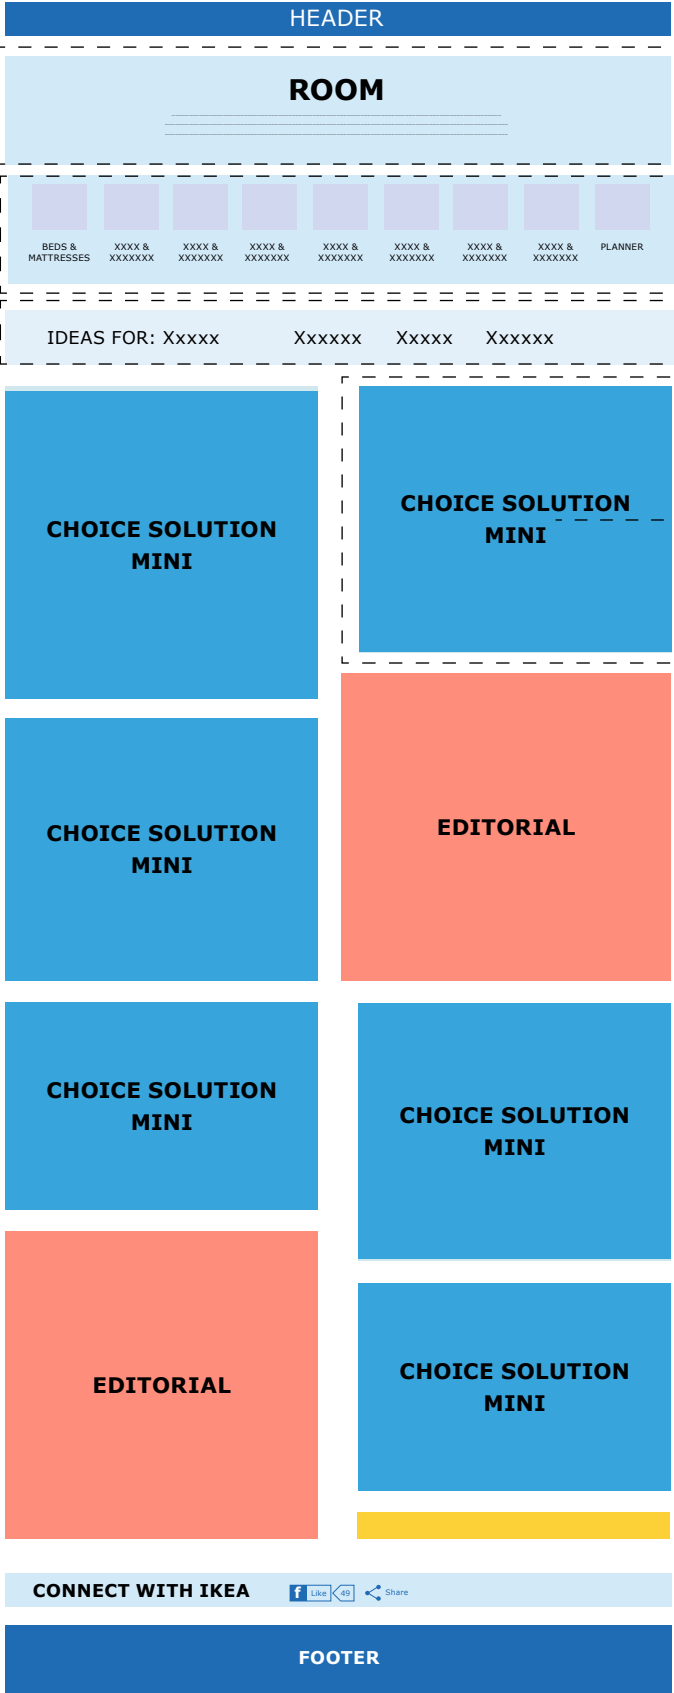 HEADER
ROOM
BEDS &
MATTRESSES
XXXX &
XXXXXXX
XXXX &
XXXXXXX
XXXX &
XXXXXXX
XXXX &
XXXXXXX
XXXX &
XXXXXXX
XXXX &
XXXXXXX
XXXX &
XXXXXXX
PLANNER
IDEAS FOR: Xxxxx Xxxxxx Xxxxx Xxxxxx
CHOICE SOLUTION
MINI
CHOICE SOLUTION
MINI
CHOICE SOLUTION
MINI
EDITORIAL
CHOICE SOLUTION
MINI
CHOICE SOLUTION
MINI
EDITORIAL
CHOICE SOLUTION
MINI
CONNECT WITH IKEA f Like 49 Share
FOOTER